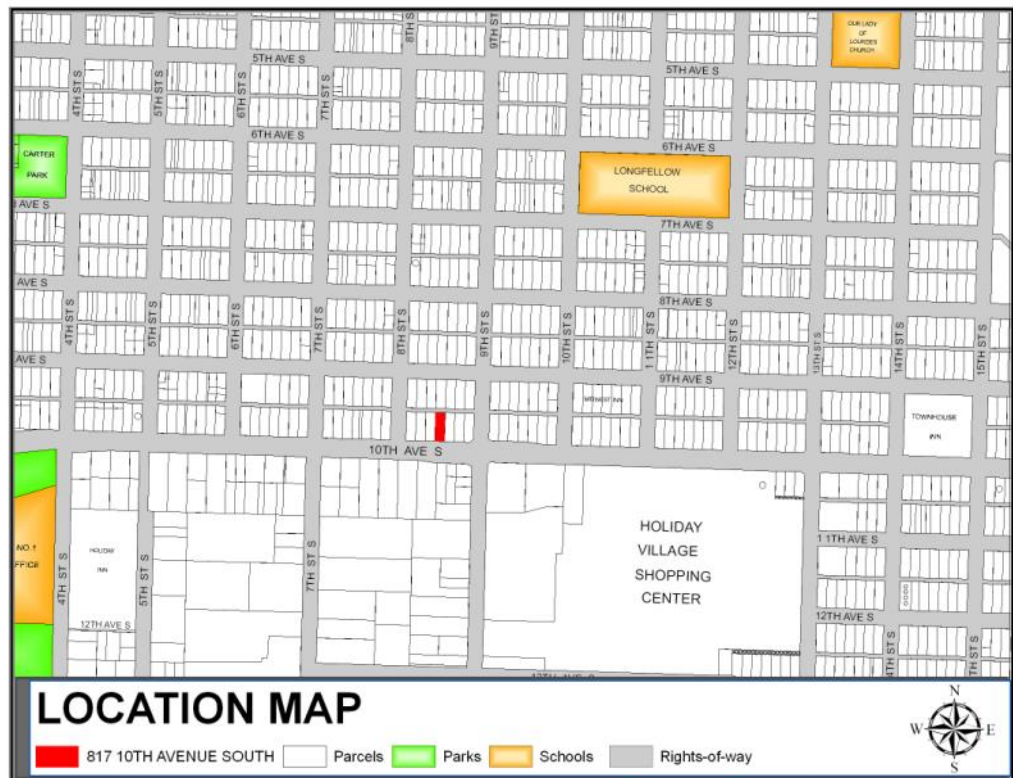 8TH ST S
9TH ST S
OUR LADY
OF
LOURDES
CHURCH
5TH AVE S
5TH AVE S
4TH ST S
5TH ST S
6TH ST S
7TH ST S
6TH AVE S
6TH AVE S
CARTER
PARK
LONGFELLOW
SCHOOL
AVE S
7TH AVE S
AVE S
8TH AVE S
4TH ST S
5TH ST S
6TH ST S
7TH ST S
8TH ST S
9TH ST S
10TH ST S
11TH ST S
12TH ST S
13TH ST S
14TH ST S
15TH ST S
AVE S
9TH AVE S
MIDWEST INN
TOWNHOUSE
INN
10TH AVE S
NO.1
FFICE
HOLIDAY
INN
4TH ST S
5TH ST S
7TH ST S
HOLIDAY
VILLAGE
SHOPPING
CENTER
11TH AVE S
12TH AVE S
12TH AVE S
4TH ST S
TH ST S
LOCATION MAP
817 10TH AVENUE SOUTH
Parcels
Parks
Schools
Rights-of-way
N
W
E
S